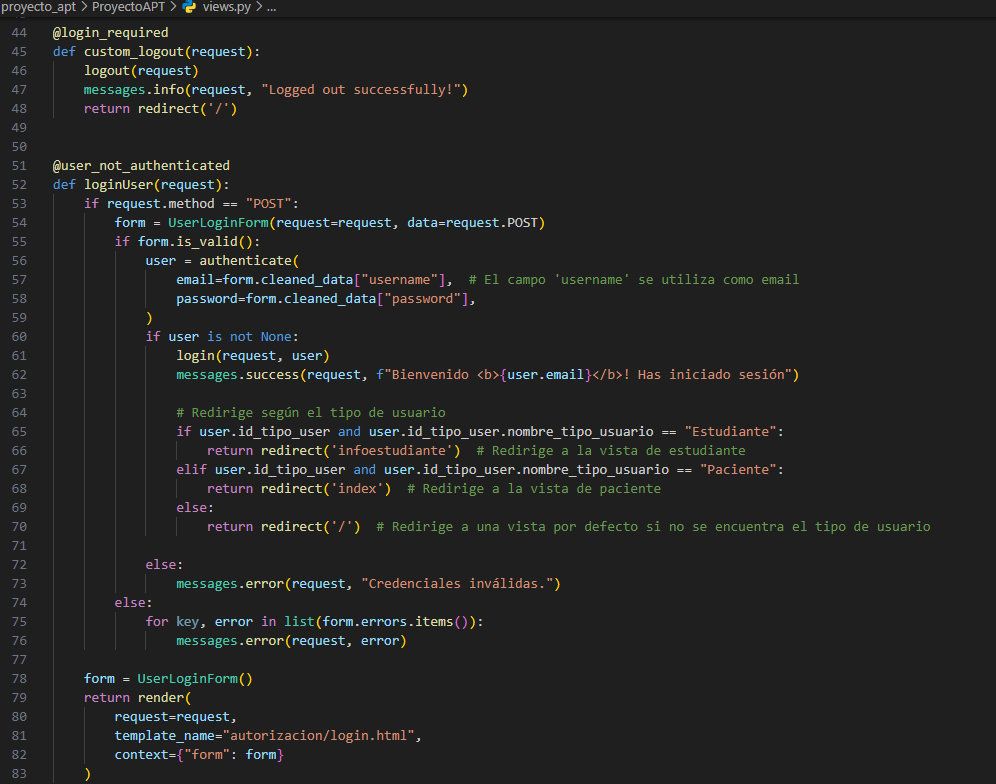 proyecto_apt > ProyectoAPT > views.py > ...
44 @login_required
45 def custom_logout(request):
46     logout(request)
47     messages.info(request, "Logged out successfully!")
48     return redirect('/')
49
50
51 @user_not_authenticated
52 def loginUser(request):
53     if request.method == "POST":
54         form = UserLoginForm(request=request, data=request.POST)
55         if form.is_valid():
56             user = authenticate(
57                 email=form.cleaned_data["username"],  # El campo 'username' se utiliza como email
58                 password=form.cleaned_data["password"],
59             )
60             if user is not None:
61                 login(request, user)
62                 messages.success(request, f"Bienvenido <b>{user.email}</b>! Has iniciado sesión")
63
64                 # Redirige según el tipo de usuario
65                 if user.id_tipo_user and user.id_tipo_user.nombre_tipo_usuario == "Estudiante":
66                     return redirect('infoestudiante')  # Redirige a la vista de estudiante
67                 elif user.id_tipo_user and user.id_tipo_user.nombre_tipo_usuario == "Paciente":
68                     return redirect('index')  # Redirige a la vista de paciente
69                 else:
70                     return redirect('/')  # Redirige a una vista por defecto si no se encuentra el tipo de usuario
71
72             else:
73                 messages.error(request, "Credenciales inválidas.")
74         else:
75             for key, error in list(form.errors.items()):
76                 messages.error(request, error)
77
78     form = UserLoginForm()
79     return render(
80         request=request,
81         template_name="autorizacion/login.html",
82         context={"form": form}
83     )